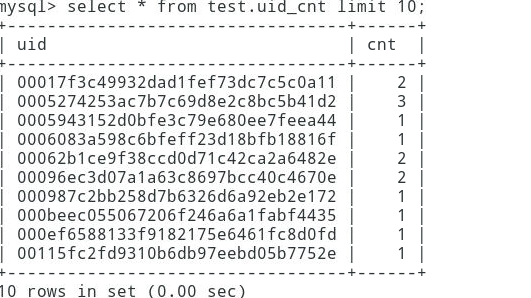 mysql> select * from test.uid_cnt limit 10;
+----------------------------------+------+
| uid | cnt |
+----------------------------------+------+
| 00017f3c49932dad1fef73dc7c5c0a11 | 2 |
| 0005274253ac7b7c69d8e2c8bc5b41d2 | 3 |
| 0005943152d0bfe3c79e680ee7feea44 | 1 |
| 0006083a598c6bfeff23d18bfb18816f | 1 |
| 00062b1ce9f38ccd0d71c42ca2a6482e | 2 |
| 00096ec3d07a1a63c8697bcc40c4670e | 2 |
| 000987c2bb258d7b6326d6a92eb2e172 | 1 |
| 000beec055067206f246a6a1fabf4435 | 1 |
| 000ef6588133f9182175e6461fc8d0fd | 1 |
| 00115fc2fd9310b6db97eebd05b7752e | 1 |
+----------------------------------+------+
10 rows in set (0.00 sec)